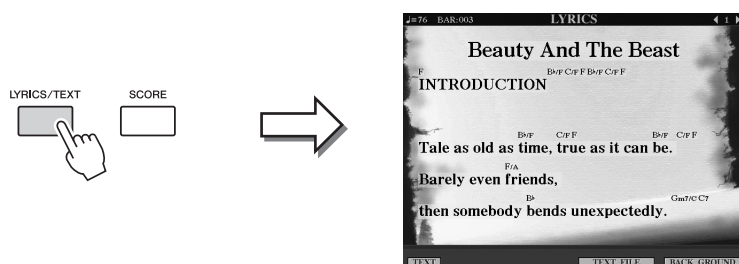 LYRICS/TEXT SCORE
♩=76 BAR:003 LYRICS 1
Beauty And The Beast
F B♭/F C/F F B♭/F C/F F
INTRODUCTION
B♭/F C/F F B♭/F C/F F
Tale as old as time, true as it can be.
F/A
Barely even friends,
B♭ Gm7/C C7
then somebody bends unexpectedly.
TEXT TEXT FILE BACK GROUND